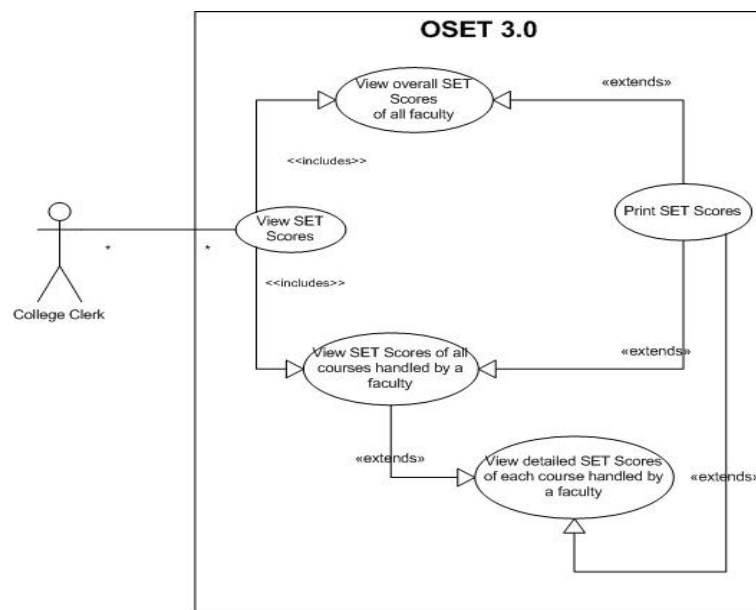 OSET 3.0
View overall SET
Scores
of all faculty
«extends»
<<includes>>
View SET
Scores
Print SET Scores
*
*
College Clerk
<<includes>>
View SET Scores of all
courses handled by a
faculty
«extends»
«extends»
View detailed SET Scores
of each course handled by
a faculty
«extends»